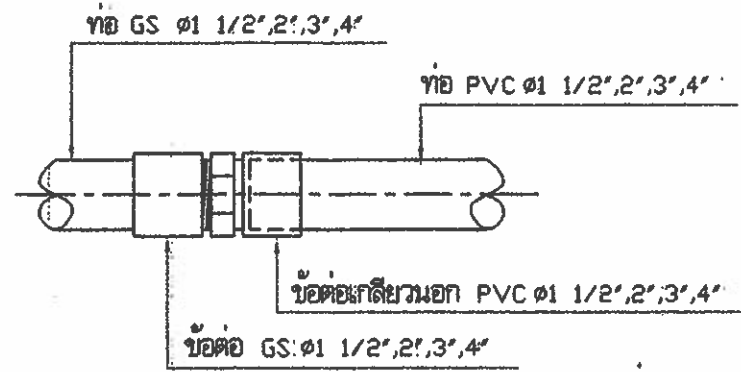 ท่อ GS ø1 1/2",2",3",4"
ท่อ PVC ø1 1/2",2",3",4"
ข้อต่อเกลียวนอก PVC ø1 1/2",2",3",4"
ข้อต่อ GS ø1 1/2",2",3",4"